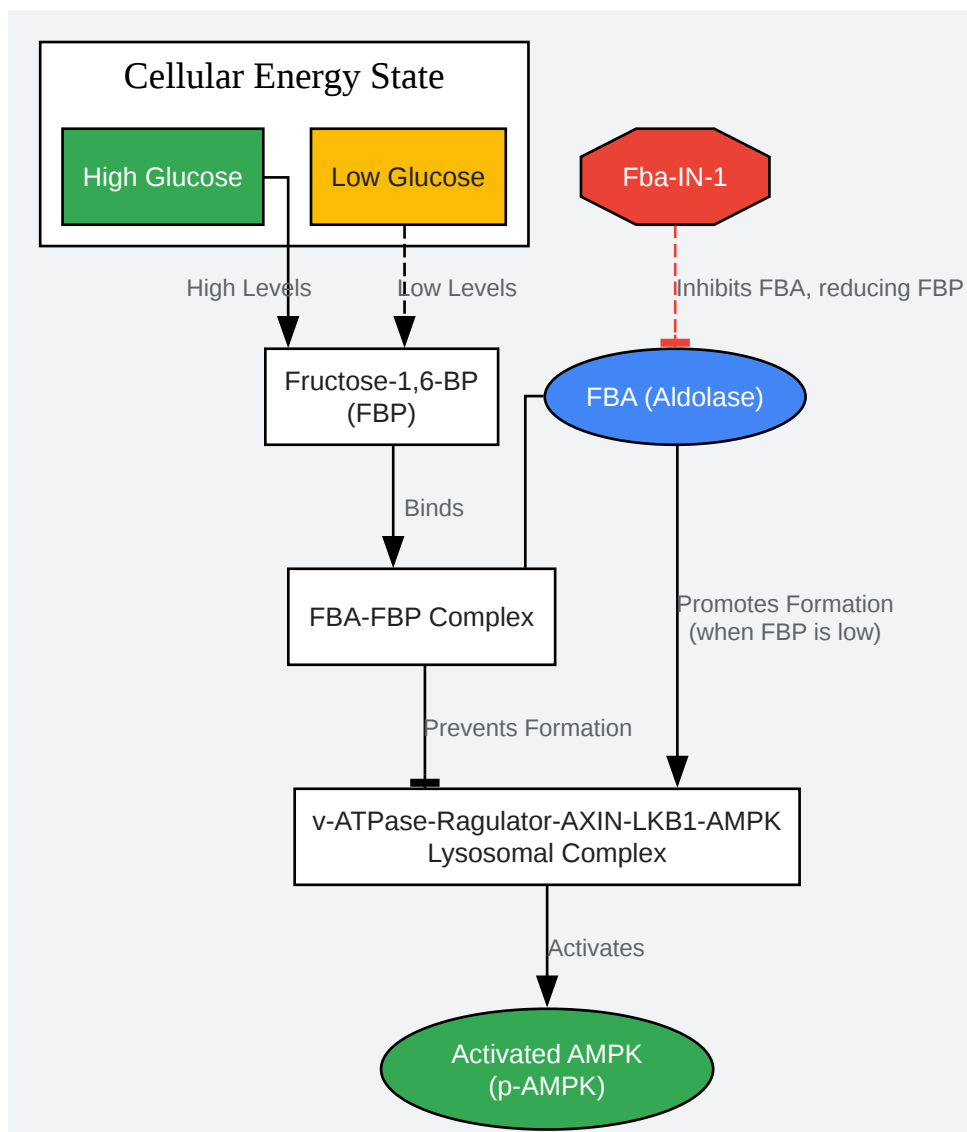 Cellular Energy State
High Glucose
Low Glucose
Fba-IN-1
High Levels
Low Levels
Inhibits FBA, reducing FBP
Fructose-1,6-BP
(FBP)
FBA (Aldolase)
Binds
FBA-FBP Complex
Promotes Formation
(when FBP is low)
Prevents Formation
v-ATPase-Ragulator-AXIN-LKB1-AMPK
Lysosomal Complex
Activates
Activated AMPK
(p-AMPK)